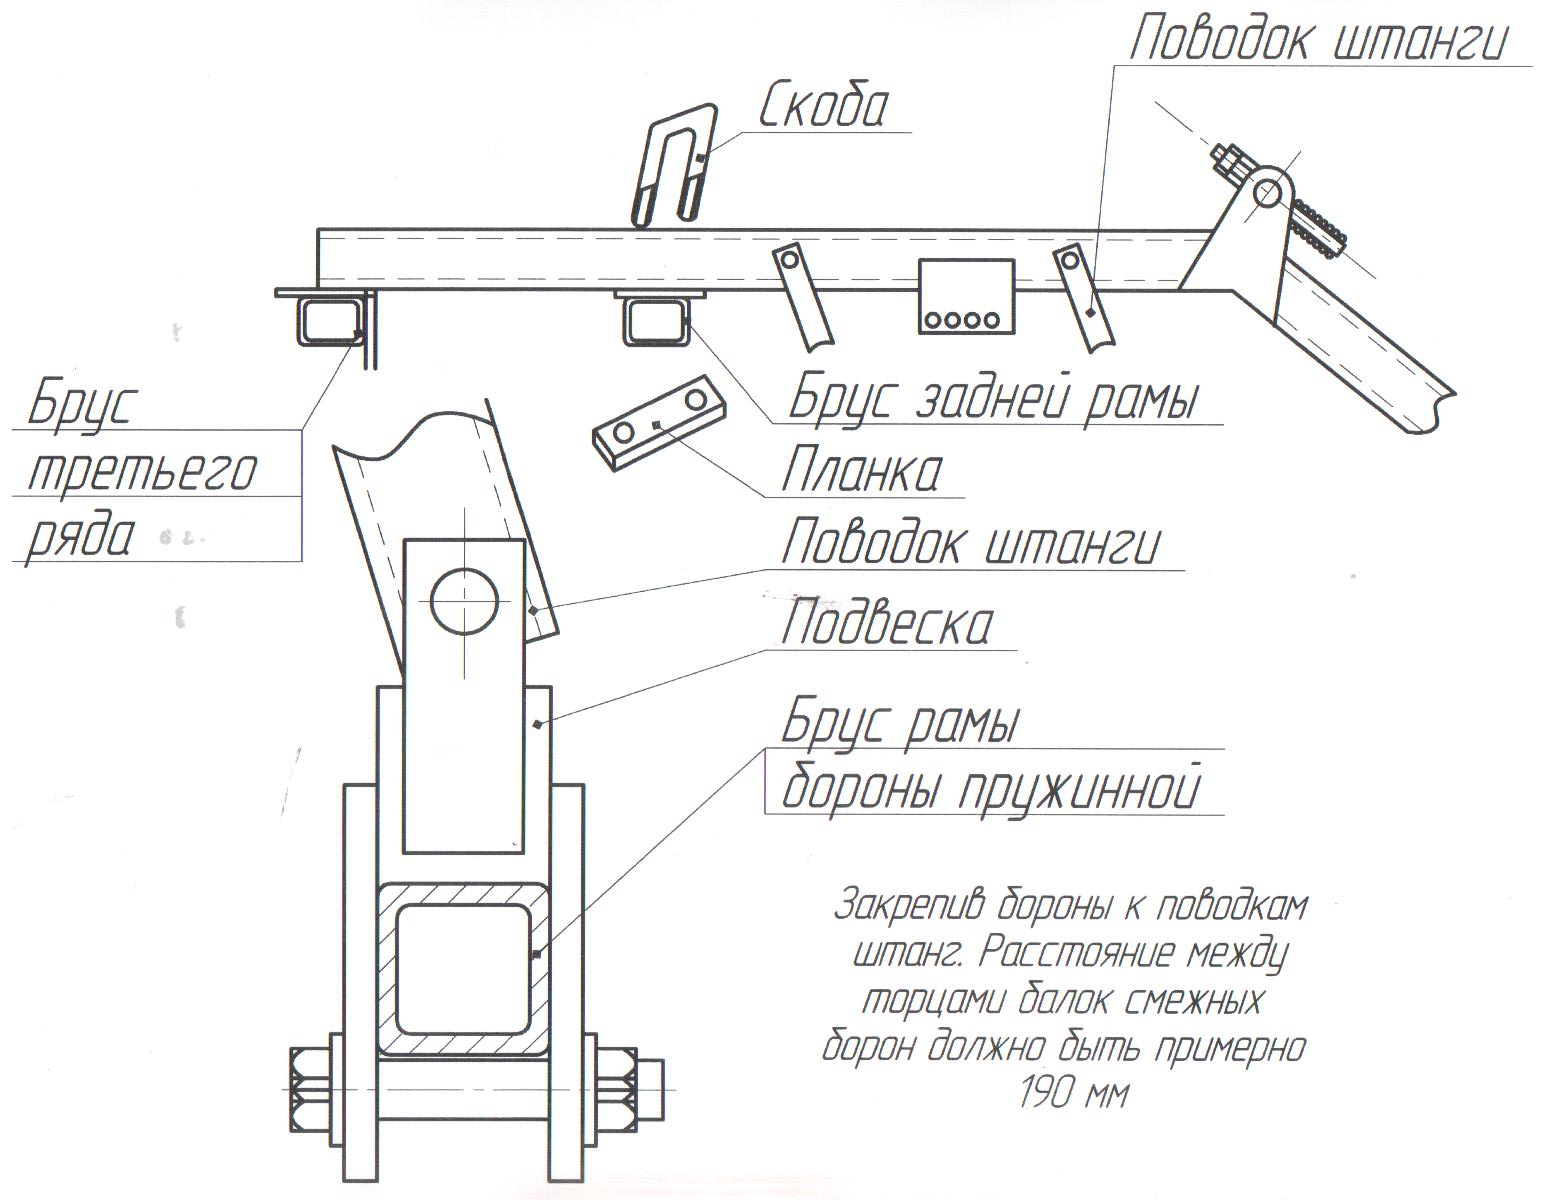 Поводок штанги
Скоба
Брус задней рамы
Брус
третьего
ряда
Планка
Поводок штанги
Подвеска
Брус рамы
бороны пружинной
Закрепив бороны к поводкам
штанг. Расстояние между
торцами балок смежных
борон должно быть примерно
190 мм